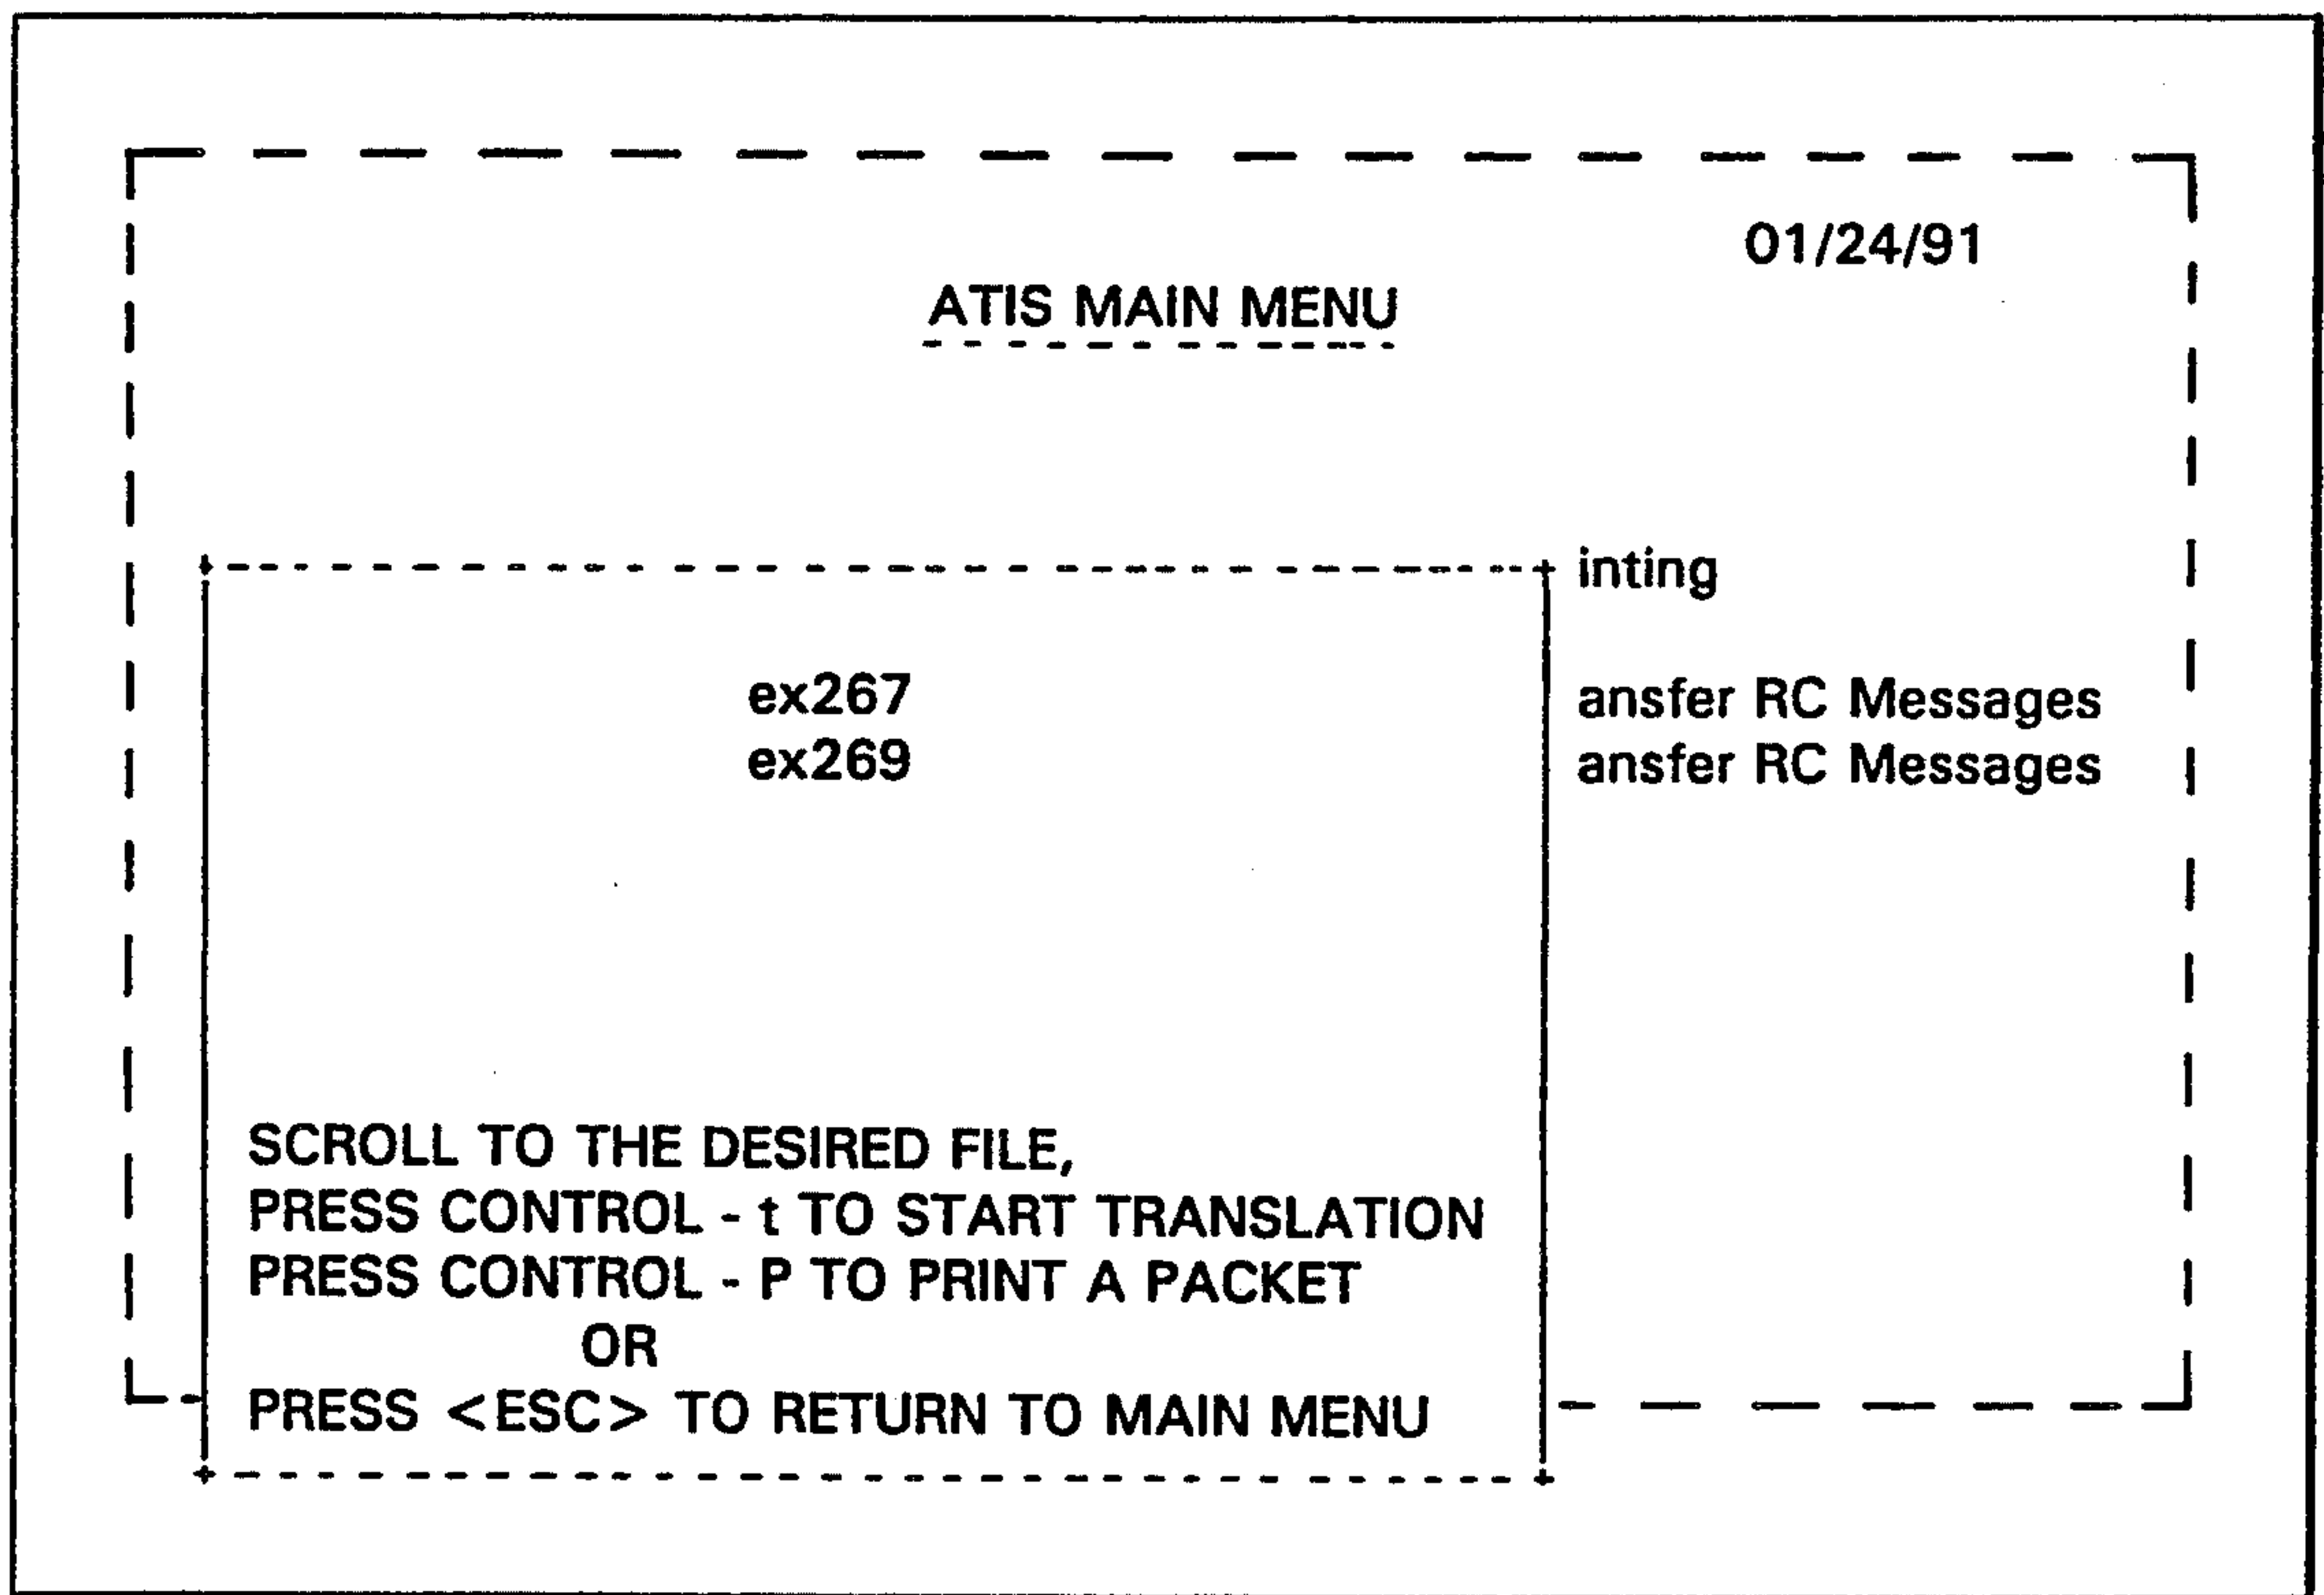 01/24/91
ATIS MAIN MENU
inting
ex267 ansfer RC Messages
ex269 ansfer RC Messages
SCROLL TO THE DESIRED FILE,
PRESS CONTROL - t TO START TRANSLATION
PRESS CONTROL - P TO PRINT A PACKET
OR
PRESS <ESC> TO RETURN TO MAIN MENU